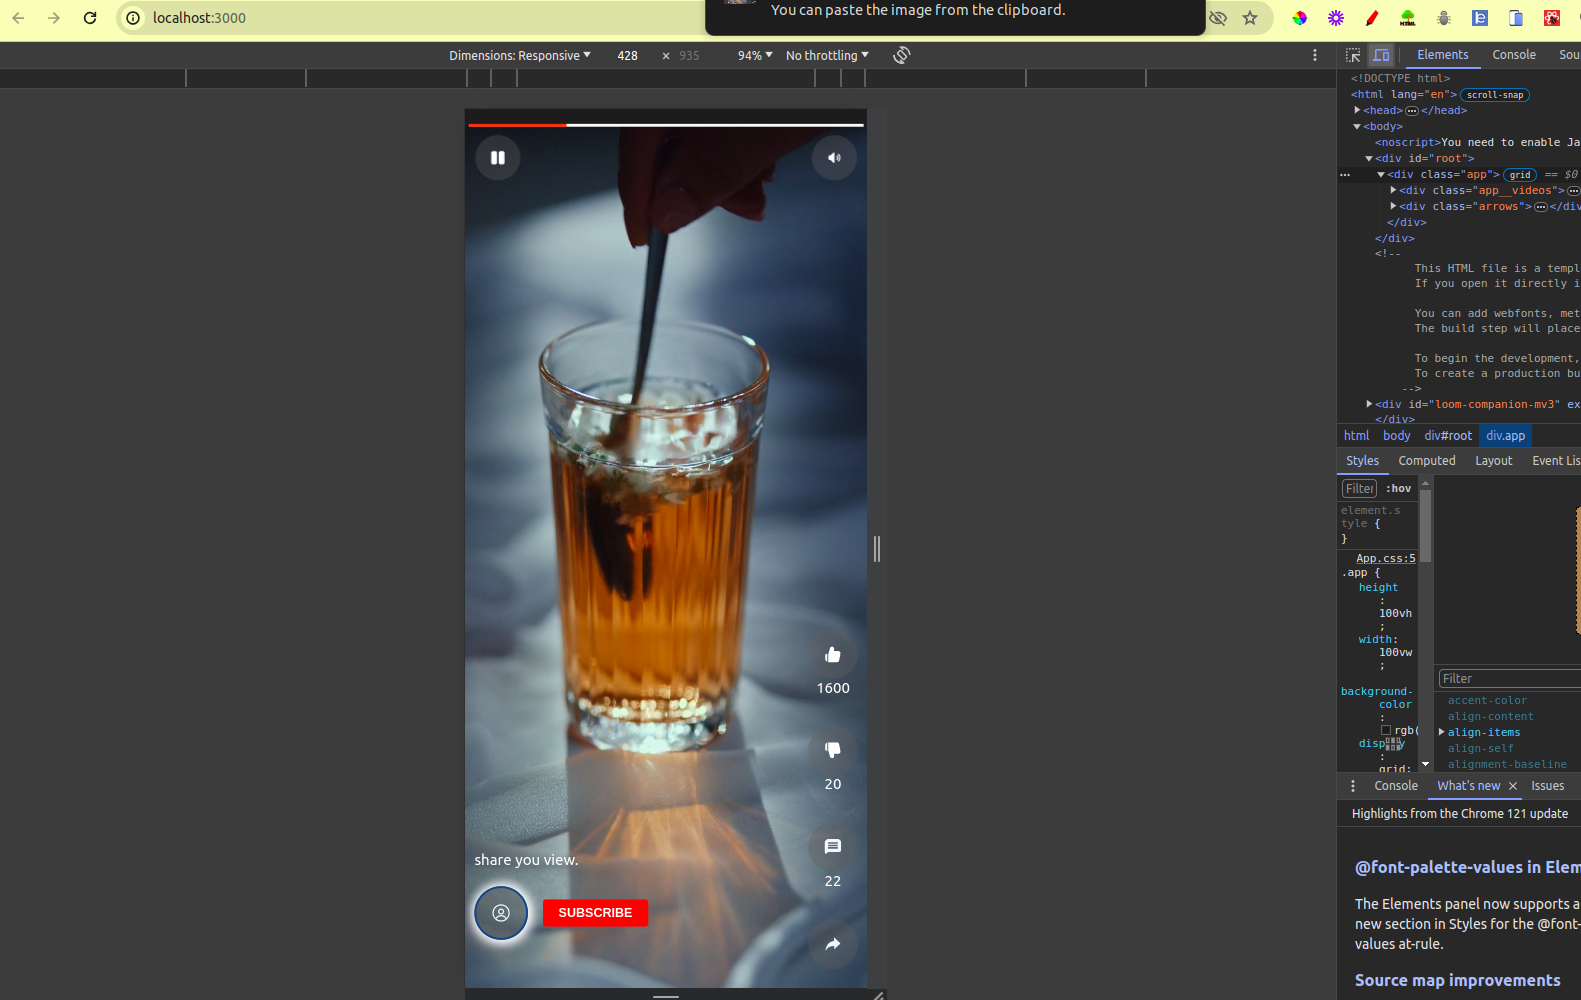 localhost:3000
You can paste the image from the clipboard.
Dimensions: Responsive 428 × 935 94% No throttling
Elements Console Sou
<!DOCTYPE html>
<html lang="en"> scroll-snap
<head> </head>
<body>
<noscript>You need to enable Ja
<div id="root">
<div class="app"> grid == $0
<div class="app__videos">
<div class="arrows"> </div
</div>
</div>
<!--
This HTML file is a templ
If you open it directly i
You can add webfonts, met
The build step will place
To begin the development,
To create a production bu
-->
<div id="loom-companion-mv3" ex
</div>
html body div#root div.app
Styles Computed Layout Event Lis
Filter :hov
element.s
tyle {
}
App.css:5
.app {
height
:
100vh
;
width:
100vw
;
background-
color
:
rgb(
display
:
grid;
Filter
accent-color
align-content
align-items
align-self
alignment-baseline
Console What's new Issues
Highlights from the Chrome 121 update
@font-palette-values in Elem
The Elements panel now supports a
new section in Styles for the @font-
values at-rule.
Source map improvements
1600
20
22
share you view.
SUBSCRIBE